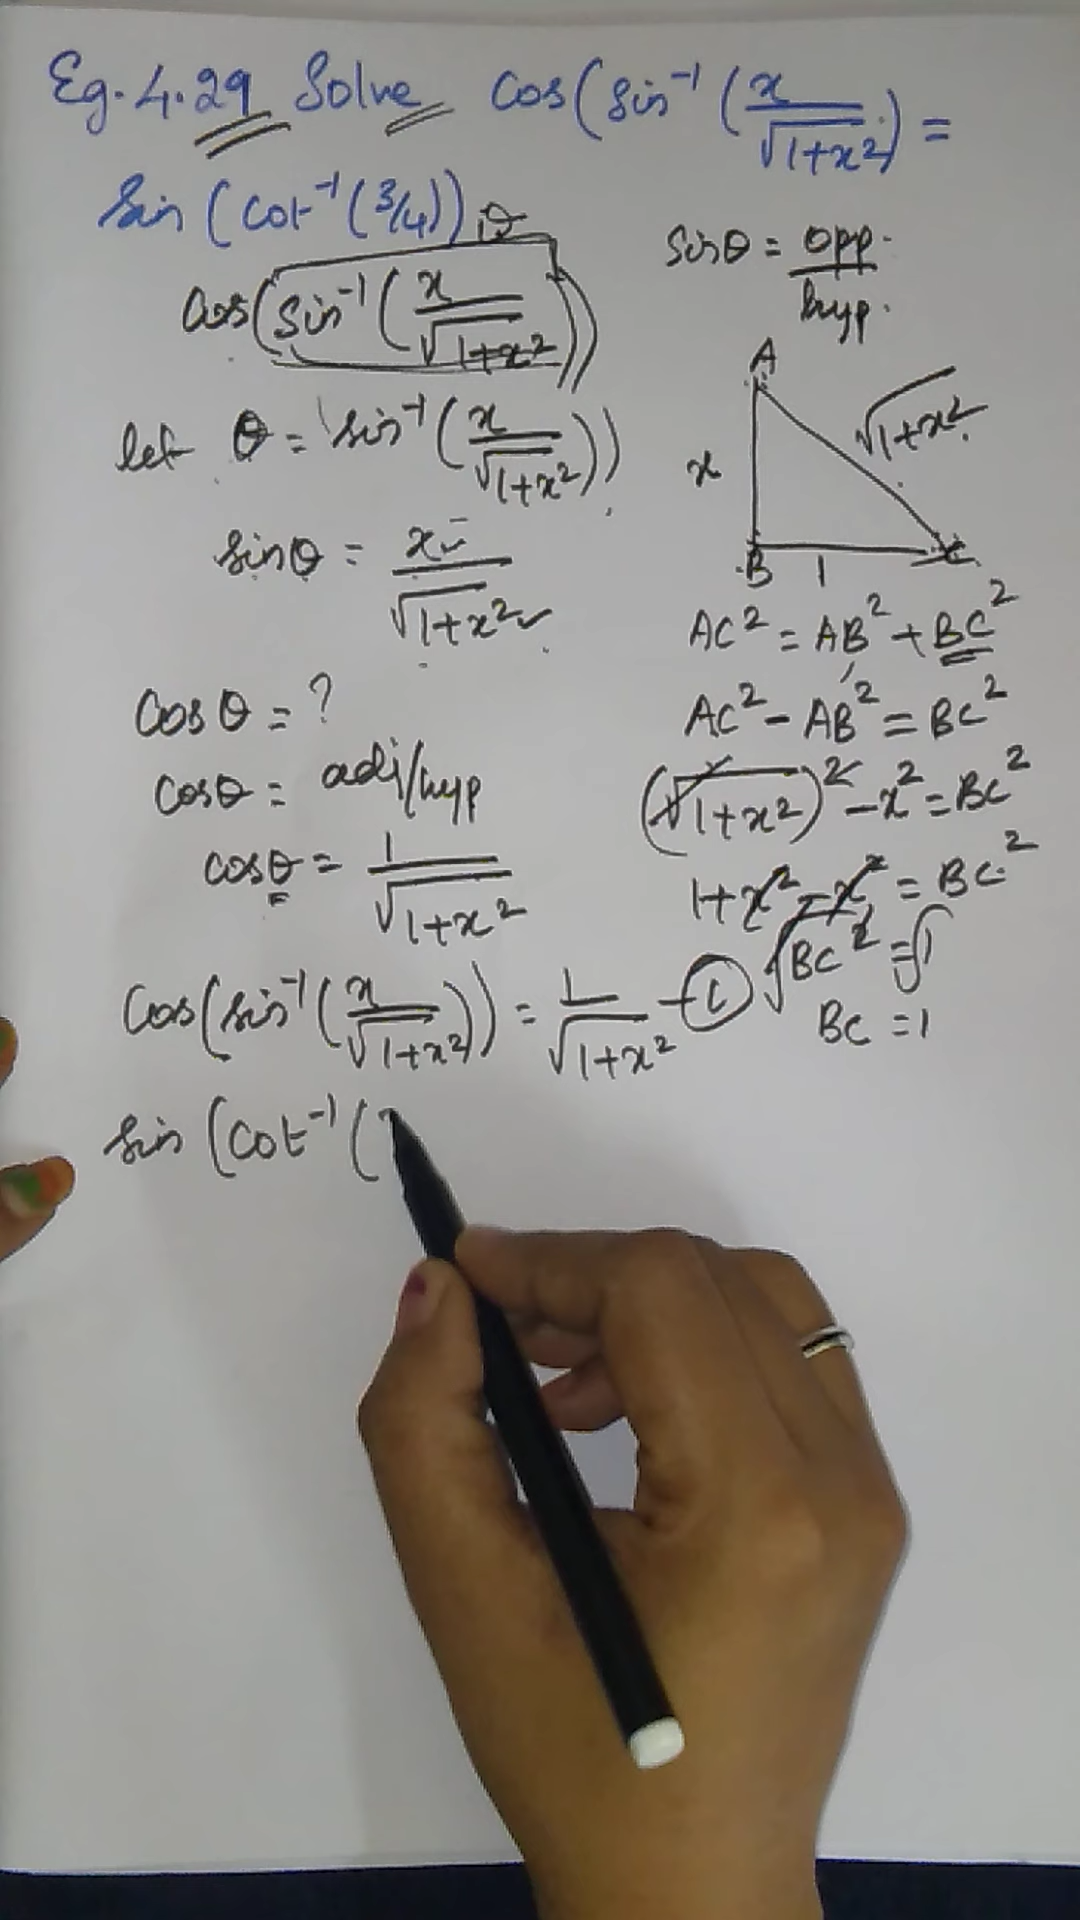 Eg. 4.29 Solve cos(sin⁻¹(x/√1+x²)) =
sin(cot⁻¹(3/4))
θ
cos(sin⁻¹(x/√1+x²))
let θ = sin⁻¹(x/√1+x²))
sinθ = x/√1+x²
cosθ = ?
cosθ = adj/hyp
cosθ = 1/√1+x²
cos(sin⁻¹(x/√1+x²)) = 1/√1+x² - ①
sin(cot⁻¹(
sinθ = opp./hyp.
A
x
√1+x²
B 1 C
AC² = AB² + BC²
AC² - AB² = BC²
(√1+x²)² - x² = BC²
1+x² - x² = BC²
√BC² = √1
BC = 1